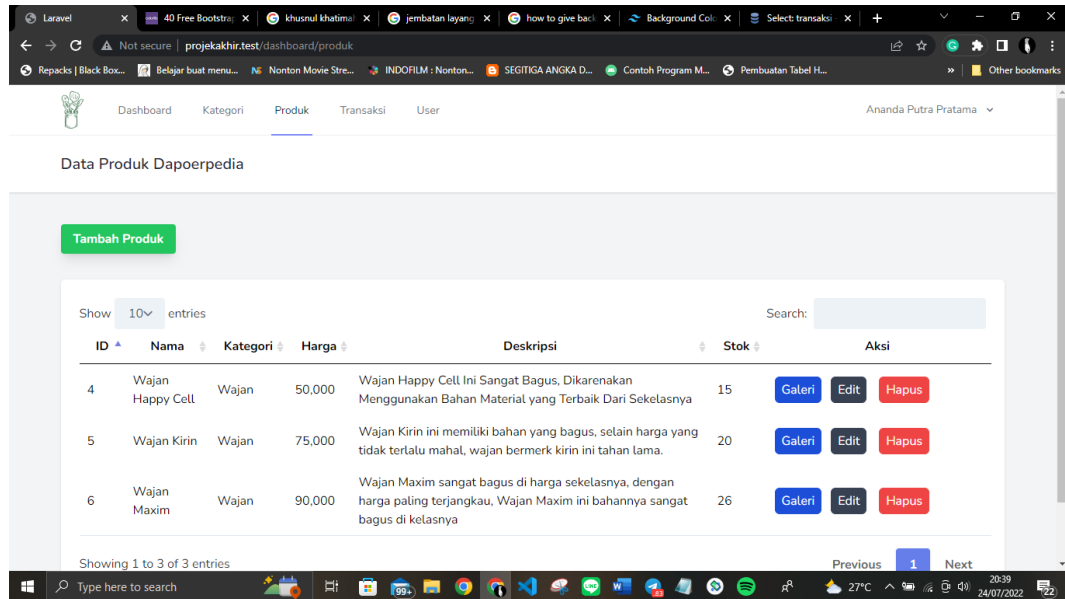 Laravel
40 Free Bootstrap
khusnul khatimal
jembatan layang
how to give back
Background Colo
Select: transaksi -
Not secure | projekakhir.test/dashboard/produk
Repacks | Black Box...
Belajar buat menu...
Nonton Movie Stre...
INDOFILM : Nonton...
SEGITIGA ANGKA D...
Contoh Program M...
Pembuatan Tabel H...
»
Other bookmarks
Dashboard Kategori Produk Transaksi User
Ananda Putra Pratama
Data Produk Dapoerpedia
Tambah Produk
Show 10 entries
Search:
ID Nama Kategori Harga Deskripsi Stok Aksi
4 Wajan Happy Cell Wajan 50,000 Wajan Happy Cell Ini Sangat Bagus, Dikarenakan
Menggunakan Bahan Material yang Terbaik Dari Sekelasnya 15 Galeri Edit Hapus
5 Wajan Kirin Wajan 75,000 Wajan Kirin ini memiliki bahan yang bagus, selain harga yang
tidak terlalu mahal, wajan bermerk kirin ini tahan lama. 20 Galeri Edit Hapus
6 Wajan Maxim Wajan 90,000 Wajan Maxim sangat bagus di harga sekelasnya, dengan
harga paling terjangkau, Wajan Maxim ini bahannya sangat
bagus di kelasnya 26 Galeri Edit Hapus
Showing 1 to 3 of 3 entries
Previous 1 Next
Type here to search
99+
27°C
20:39
24/07/2022
22